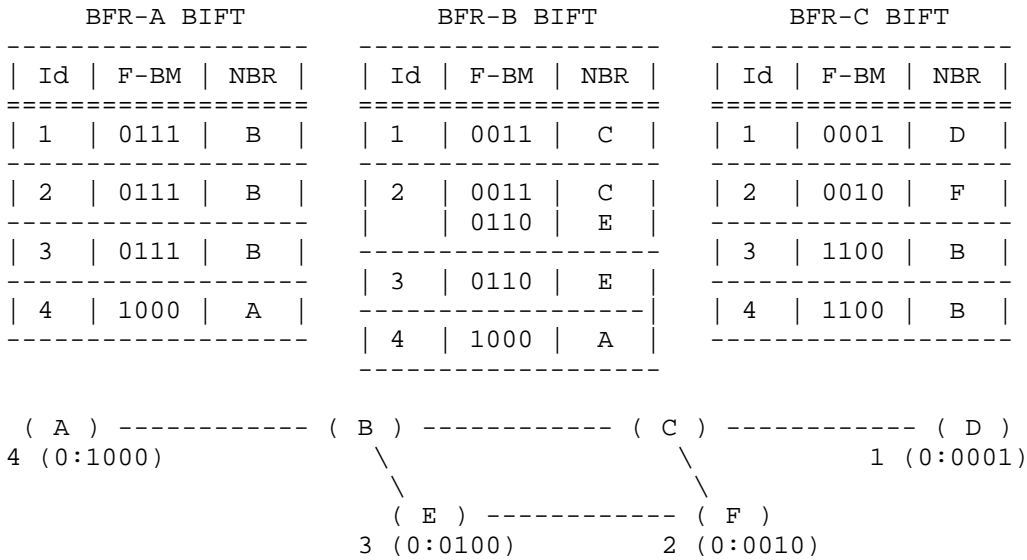 BFR-A BIFT             BFR-B BIFT            BFR-C BIFT
-------------------   -------------------   -------------------
| Id | F-BM | NBR |   | Id | F-BM | NBR |   | Id | F-BM | NBR |
===================   ===================   ===================
| 1  | 0111 |  B  |   | 1  | 0011 |  C  |   | 1  | 0001 |  D  |
-------------------   -------------------   -------------------
| 2  | 0111 |  B  |   | 2  | 0011 |  C  |   | 2  | 0010 |  F  |
-------------------   |    | 0110 |  E  |   -------------------
| 3  | 0111 |  B  |   -------------------   | 3  | 1100 |  B  |
-------------------   | 3  | 0110 |  E  |   -------------------
| 4  | 1000 |  A  |   ------------------|   | 4  | 1100 |  B  |
-------------------   | 4  | 1000 |  A  |   -------------------
                      -------------------
 ( A ) ------------ ( B ) ------------ ( C ) ------------ ( D )
4 (0:1000)             \                  \           1 (0:0001)
                        \                  \
                        ( E ) ------------ ( F )
                      3 (0:0100)         2 (0:0010)